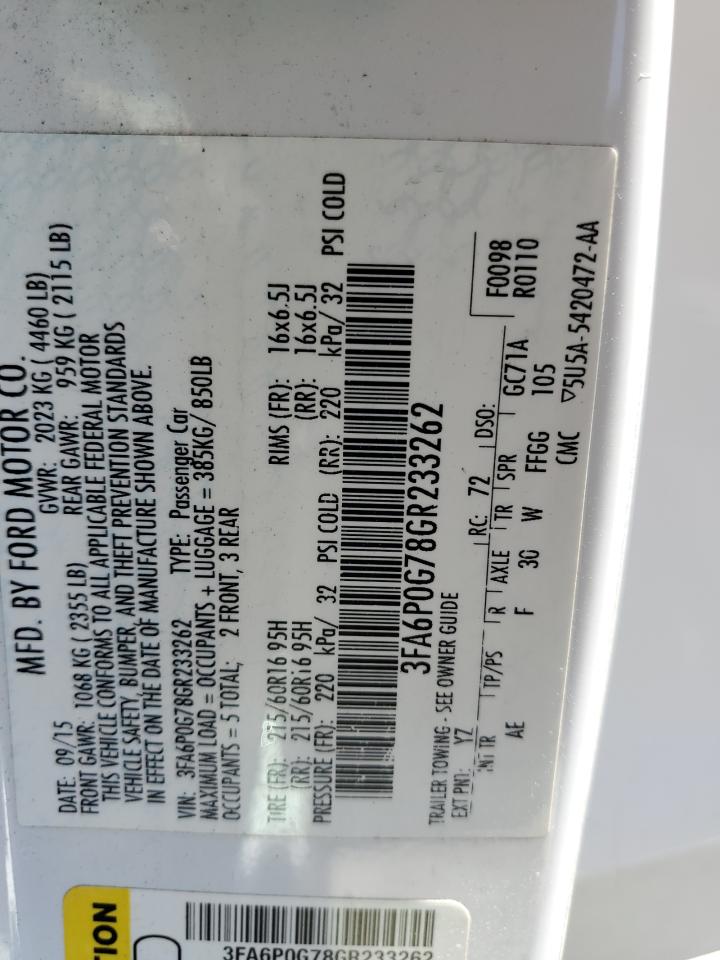 MFD. BY FORD MOTOR CO.
DATE: 09/15 GVWR: 2023 KG ( 4460 LB)
FRONT GAWR: 1068 KG ( 2355 LB) REAR GAWR: 959 KG ( 2115 LB)
THIS VEHICLE CONFORMS TO ALL APPLICABLE FEDERAL MOTOR
VEHICLE SAFETY, BUMPER, AND THEFT PREVENTION STANDARDS
IN EFFECT ON THE DATE OF MANUFACTURE SHOWN ABOVE.
VIN: 3FA6P0G78GR233262 TYPE: Passenger Car
MAXIMUM LOAD = OCCUPANTS + LUGGAGE = 385KG/ 850LB
OCCUPANTS = 5 TOTAL; 2 FRONT, 3 REAR
TIRE (FR): 215/60R16 95H RIMS (FR): 16x6.5J
(RR): 215/60R16 95H (RR): 16x6.5J
PRESSURE (FR): 220 kPa/ 32 PSI COLD (RR): 220 kPa/ 32 PSI COLD
3FA6P0G78GR233262
TRAILER TOWING - SEE OWNER GUIDE
EXT PNT: YZ RC: 72 DSO: F0098
INT TR TP/PS R AXLE TR SPR GC71A R0110
AE F 3G W FFGG 105
CMC ▽5U5A-5420472-AA
TION
3FA6P0G78GR233262